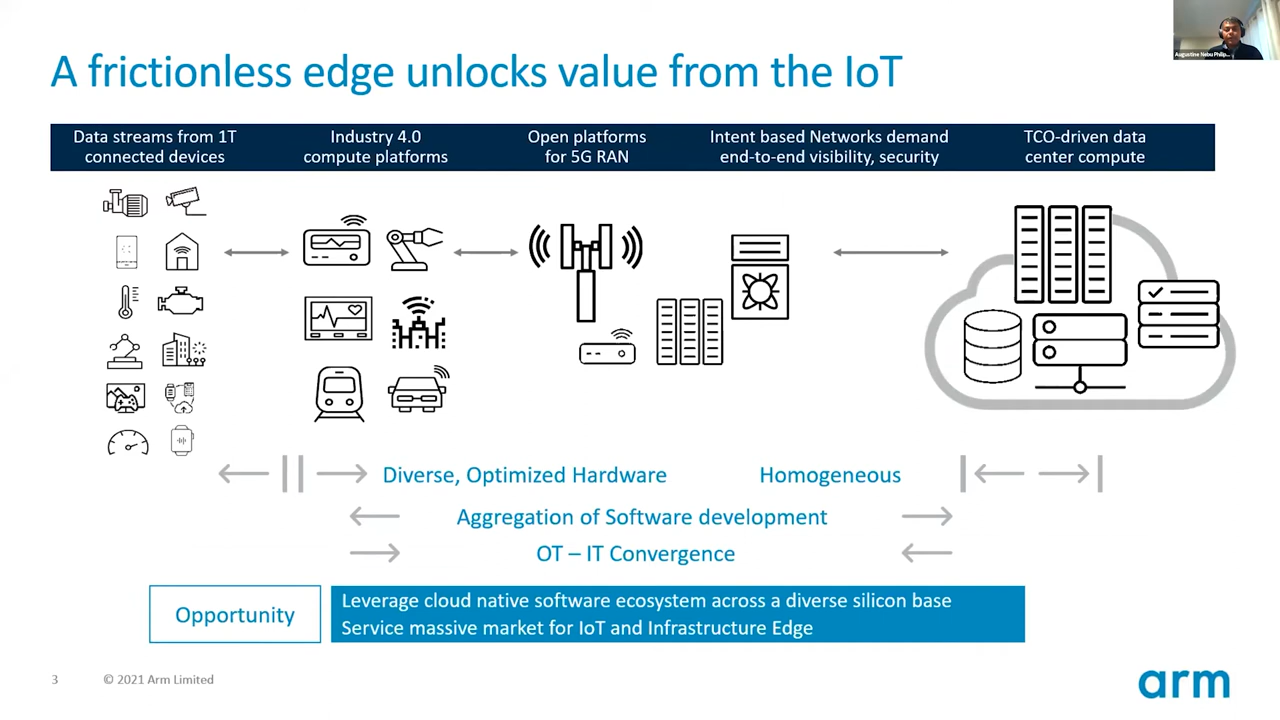 Augustine Nebu Philip...
A frictionless edge unlocks value from the IoT
Data streams from 1T
connected devices
Industry 4.0
compute platforms
Open platforms
for 5G RAN
Intent based Networks demand
end-to-end visibility, security
TCO-driven data
center compute
Diverse, Optimized Hardware
Homogeneous
Aggregation of Software development
OT – IT Convergence
Opportunity
Leverage cloud native software ecosystem across a diverse silicon base
Service massive market for IoT and Infrastructure Edge
3
© 2021 Arm Limited
arm